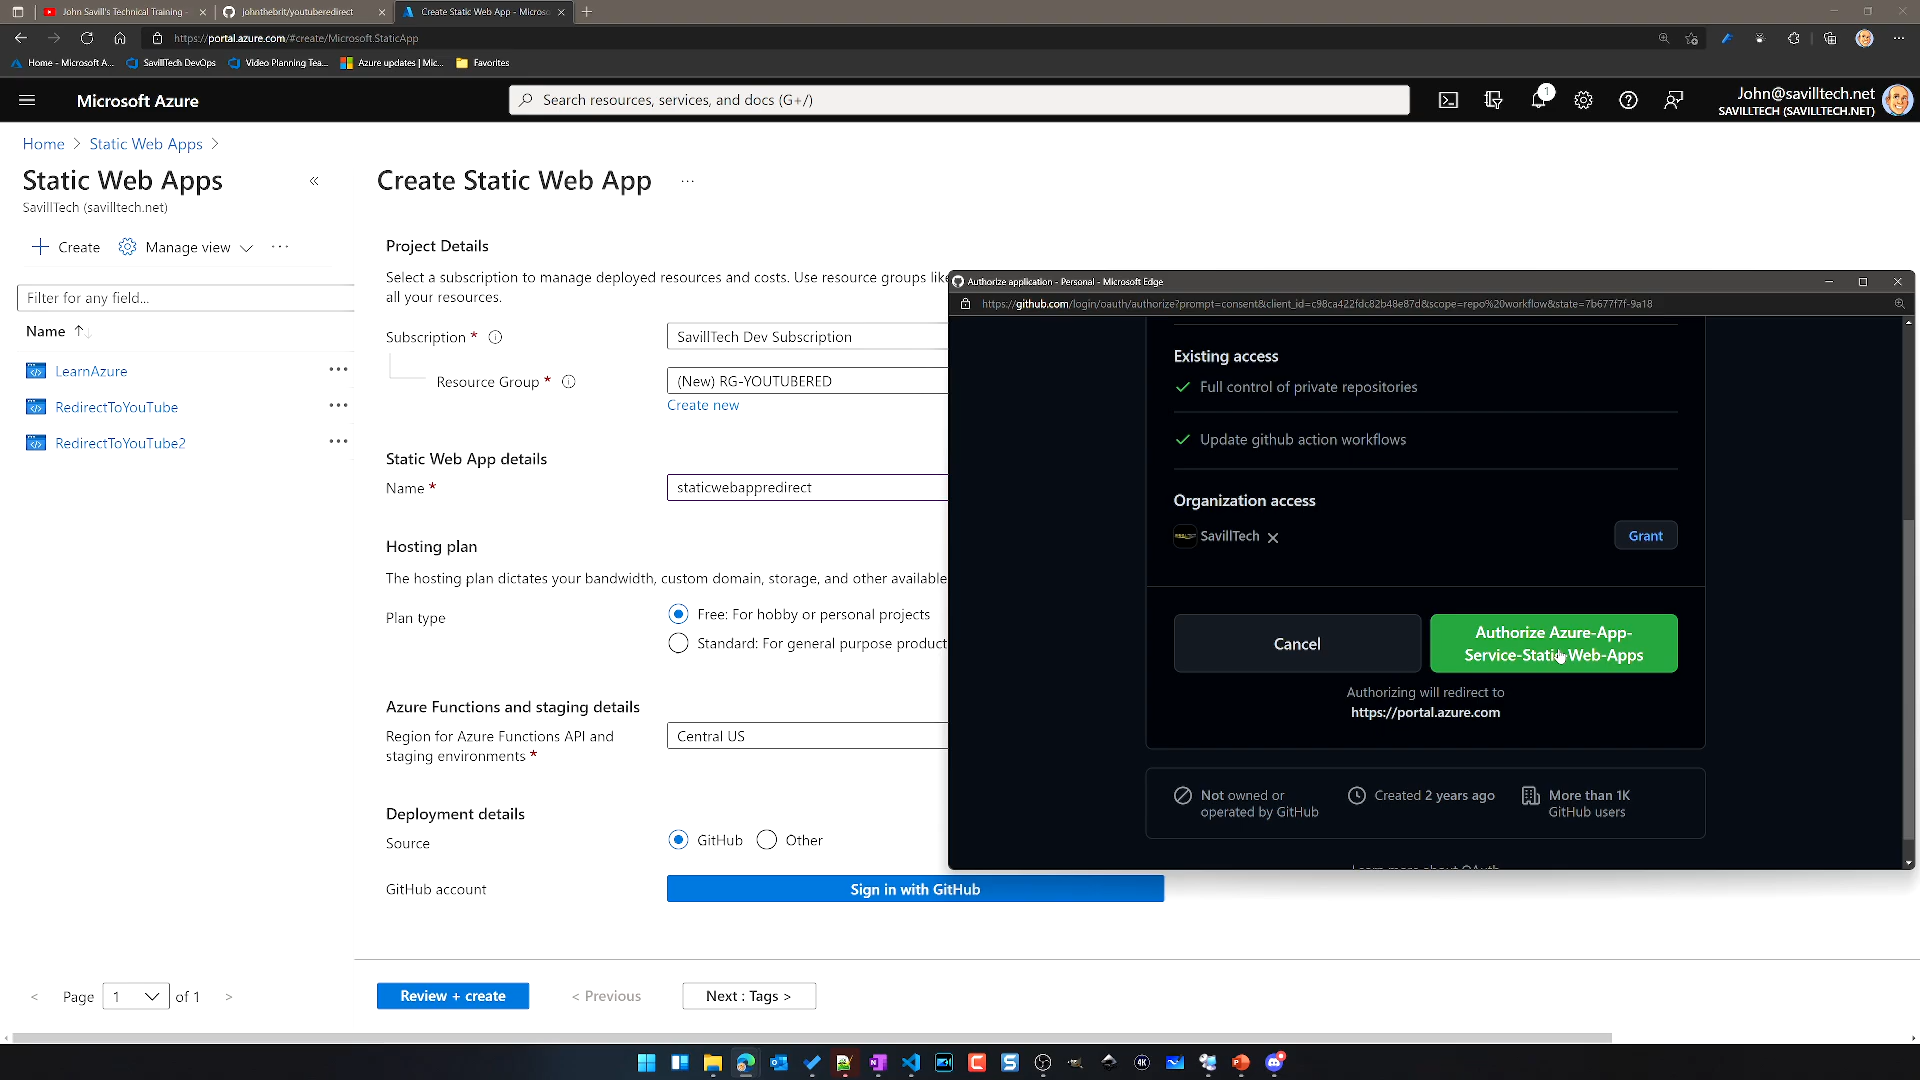 John Savill's Technical Training -
johnthebrit/youtuberedirect
Create Static Web App - Micros
https://portal.azure.com/#create/Microsoft.StaticApp
Home - Microsoft A...
SavillTech DevOps
Video Planning Tea...
Azure updates | Mic...
Favorites
Microsoft Azure
Search resources, services, and docs (G+/)
1
John@savilltech.net
SAVILLTECH (SAVILLTECH.NET)
Home > Static Web Apps >
Static Web Apps
SavillTech (savilltech.net)
Create
Manage view
Filter for any field...
Name
LearnAzure
RedirectToYouTube
RedirectToYouTube2
Page 1 of 1
Create Static Web App
Project Details
Select a subscription to manage deployed resources and costs. Use resource groups like
all your resources.
Subscription *
SavillTech Dev Subscription
Resource Group *
(New) RG-YOUTUBERED
Create new
Static Web App details
Name *
staticwebappredirect
Hosting plan
The hosting plan dictates your bandwidth, custom domain, storage, and other available
Plan type
Free: For hobby or personal projects
Standard: For general purpose product
Azure Functions and staging details
Region for Azure Functions API and
staging environments *
Central US
Deployment details
Source
GitHub
Other
GitHub account
Sign in with GitHub
Review + create
< Previous
Next : Tags >
Authorize application - Personal - Microsoft Edge
https://github.com/login/oauth/authorize?prompt=consent&client_id=c98ca422fdc82b48e87d&scope=repo%20workflow&state=7b677f7f-9a18
Existing access
Full control of private repositories
Update github action workflows
Organization access
SavillTech
Grant
Cancel
Authorize Azure-App-
Service-Static-Web-Apps
Authorizing will redirect to
https://portal.azure.com
Not owned or
operated by GitHub
Created 2 years ago
More than 1K
GitHub users
Learn more about OAuth
4K